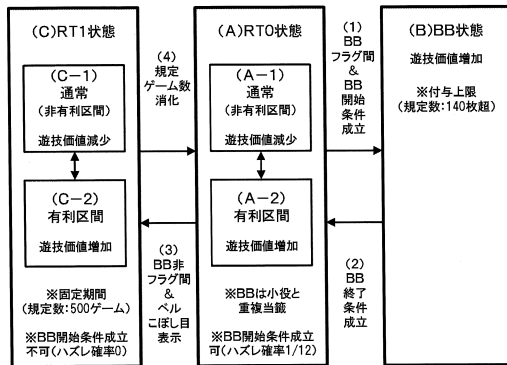 (C)RT1状態
(C-1)
通常
(非有利区間)
遊技価値減少
(C-2)
有利区間
遊技価値増加
※固定期間
(規定数:500ゲーム)
※BB開始条件成立
不可(ハズレ確率0)
(4)
規定
ゲーム数
消化
(3)
BB非
フラグ間
&
ベル
こぼし目
表示
(A)RT0状態
(A-1)
通常
(非有利区間)
遊技価値減少
(A-2)
有利区間
遊技価値増加
※BBは小役と
重複当籤
※BB開始条件成立
可(ハズレ確率1/12)
(1)
BB
フラグ間
&
BB
開始
条件
成立
(2)
BB
終了
条件
成立
(B)BB状態
遊技価値増加
※付与上限
(規定数:140枚超)